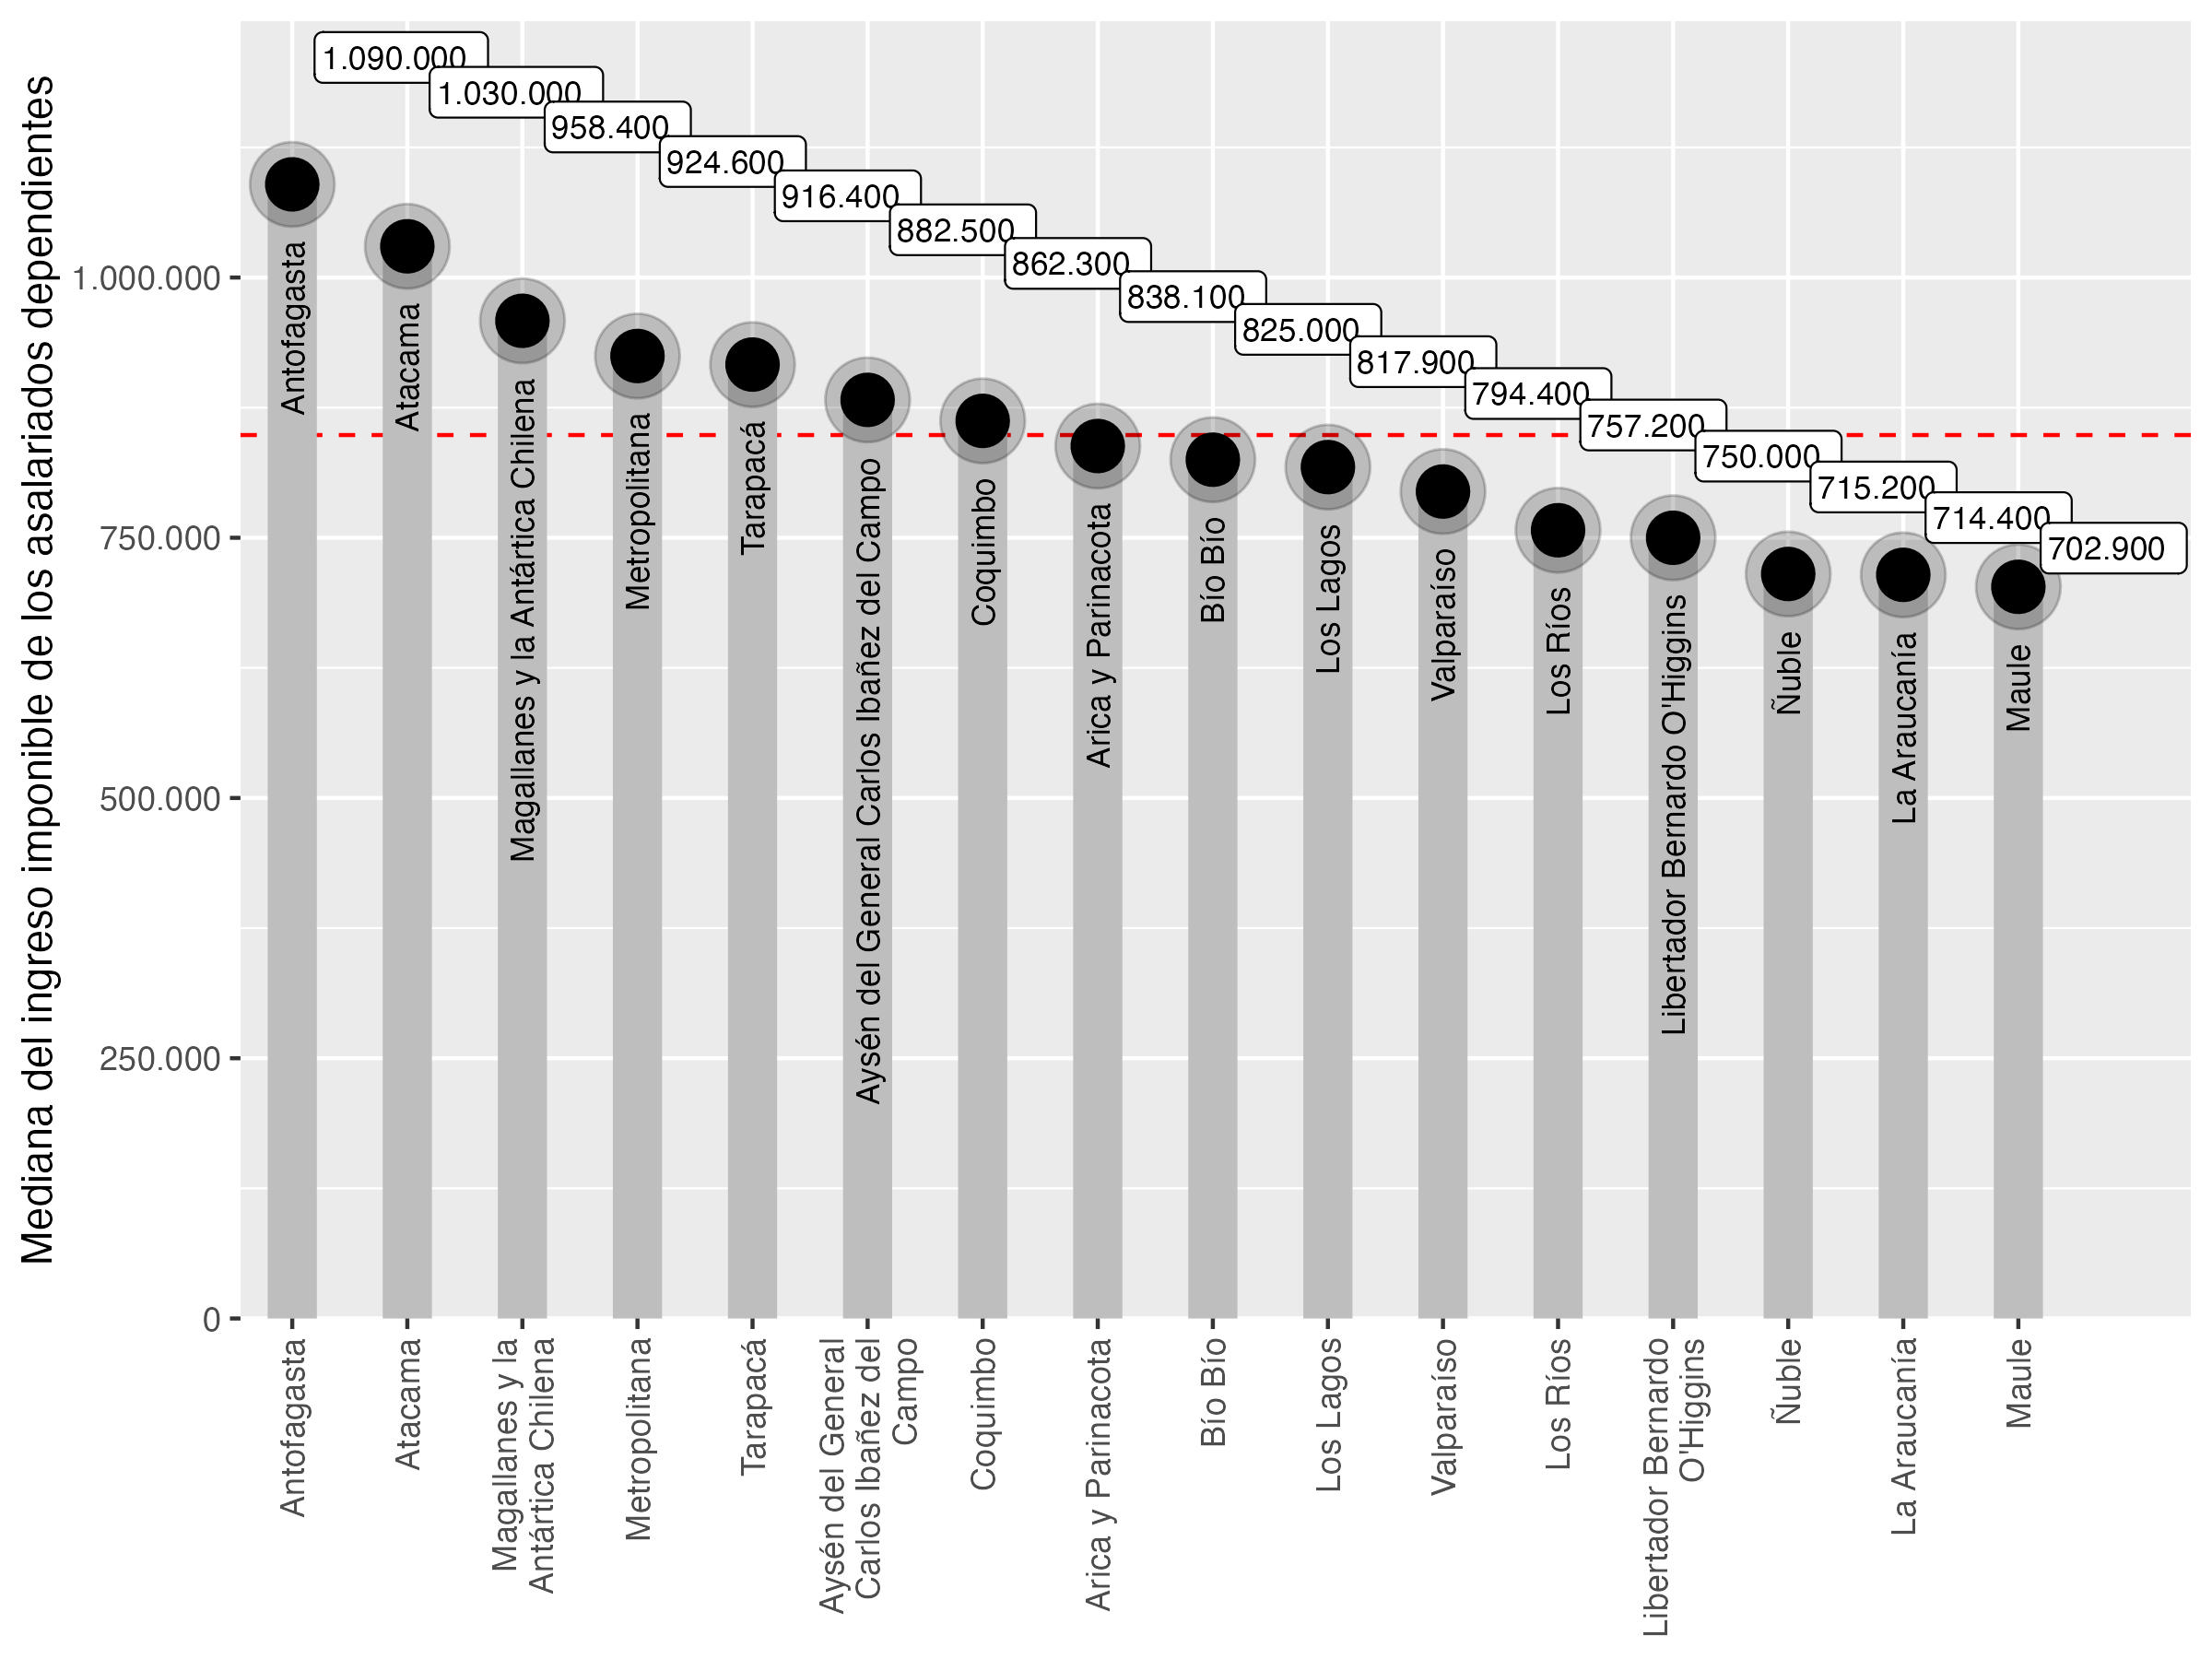 Mediana del ingreso imponible de los asalariados dependientes
1.000.000
750.000
500.000
250.000
0
1.090.000
1.030.000
958.400
924.600
916.400
882.500
862.300
838.100
825.000
817.900
794.400
757.200
750.000
715.200
714.400
702.900
Antofagasta
Atacama
Magallanes y la Antártica Chilena
Metropolitana
Tarapacá
Aysén del General Carlos Ibañez del Campo
Coquimbo
Arica y Parinacota
Bío Bío
Los Lagos
Valparaíso
Los Ríos
Libertador Bernardo O'Higgins
Ñuble
La Araucanía
Maule
Antofagasta
Atacama
Magallanes y la
Antártica Chilena
Metropolitana
Tarapacá
Aysén del General
Carlos Ibañez del
Campo
Coquimbo
Arica y Parinacota
Bío Bío
Los Lagos
Valparaíso
Los Ríos
Libertador Bernardo
O'Higgins
Ñuble
La Araucanía
Maule